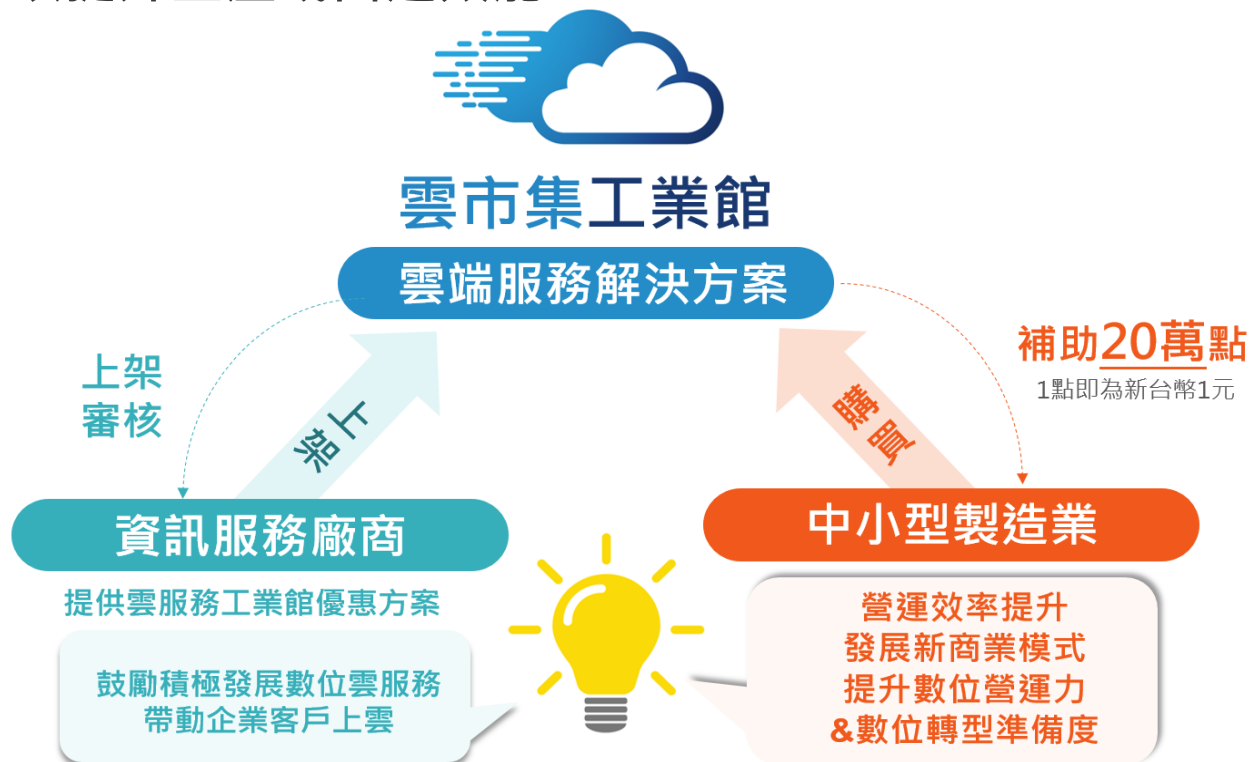 雲市集工業館
雲端服務解決方案
上架
審核
上架
購買
補助20萬點
1點即為新台幣1元
資訊服務廠商
中小型製造業
提供雲服務工業館優惠方案
鼓勵積極發展數位雲服務
帶動企業客戶上雲
營運效率提升
發展新商業模式
提升數位營運力
&數位轉型準備度